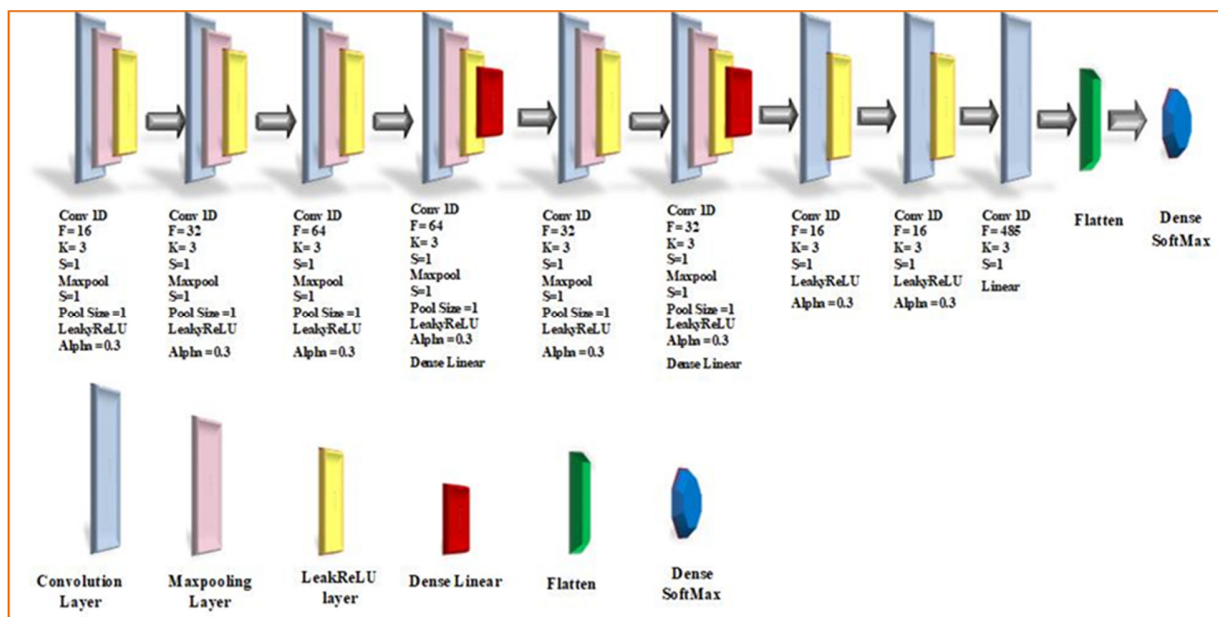 Conv 1D
F= 16
K= 3
S=1
Maxpool
S=1
Pool Size =1
LeakyReLU
Alpha = 0.3
Conv 1D
F= 32
K= 3
S=1
Maxpool
S=1
Pool Size =1
LeakyReLU
Alpha = 0.3
Conv 1D
F= 64
K= 3
S=1
Maxpool
S=1
Pool Size =1
LeakyReLU
Alpha = 0.3
Conv 1D
F= 64
K= 3
S=1
Maxpool
S=1
Pool Size =1
LeakyReLU
Alpha = 0.3
Dense Linear
Conv 1D
F= 32
K= 3
S=1
Maxpool
S=1
Pool Size =1
LeakyReLU
Alpha = 0.3
Conv 1D
F= 32
K= 3
S=1
Maxpool
S=1
Pool Size =1
LeakyReLU
Alpha = 0.3
Dense Linear
Conv 1D
F= 16
K= 3
S=1
LeakyReLU
Alpha = 0.3
Conv 1D
F= 16
K= 3
S=1
LeakyReLU
Alpha = 0.3
Conv 1D
F= 485
K= 3
S=1
Linear
Flatten
Dense
SoftMax
Convolution
Layer
Maxpooling
Layer
LeakReLU
layer
Dense Linear
Flatten
Dense
SoftMax